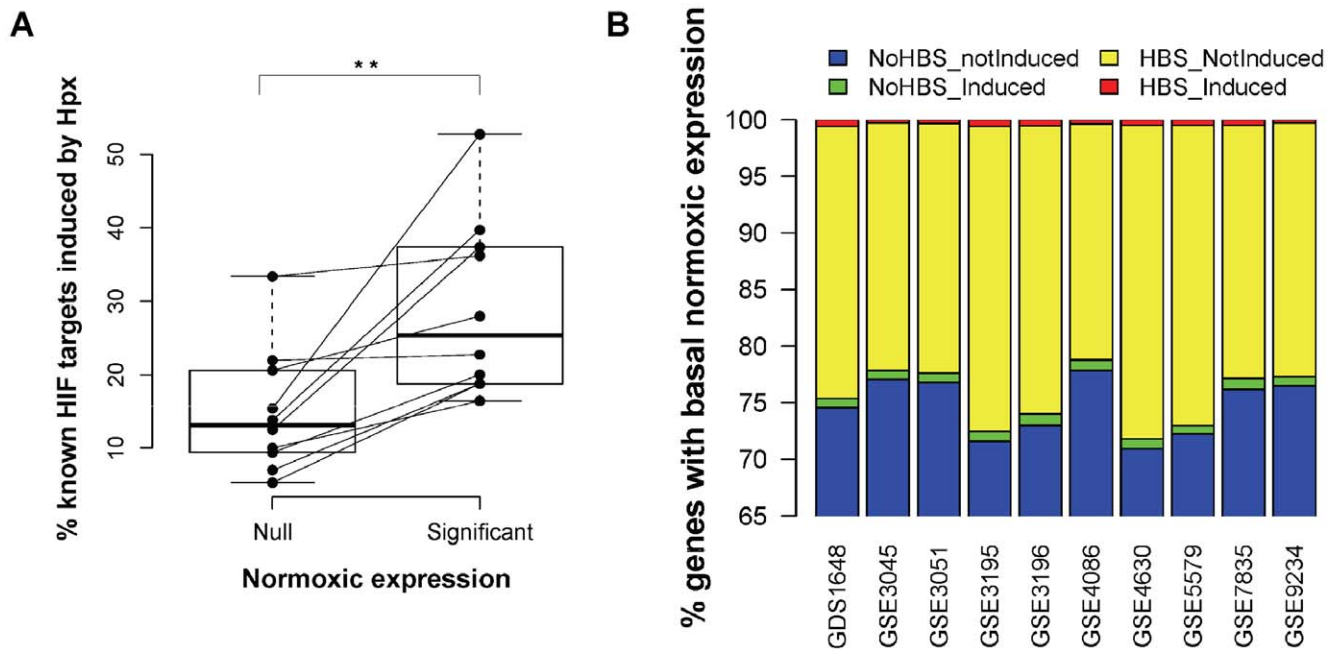 A
**
% known HIF targets induced by Hpx
50
40
30
20
10
Null
Significant
Normoxic expression
B
NoHBS_notInduced
HBS_NotInduced
NoHBS_Induced
HBS_Induced
% genes with basal normoxic expression
100
95
90
85
80
75
70
65
GDS1648
GSE3045
GSE3051
GSE3195
GSE3196
GSE4086
GSE4630
GSE5579
GSE7835
GSE9234